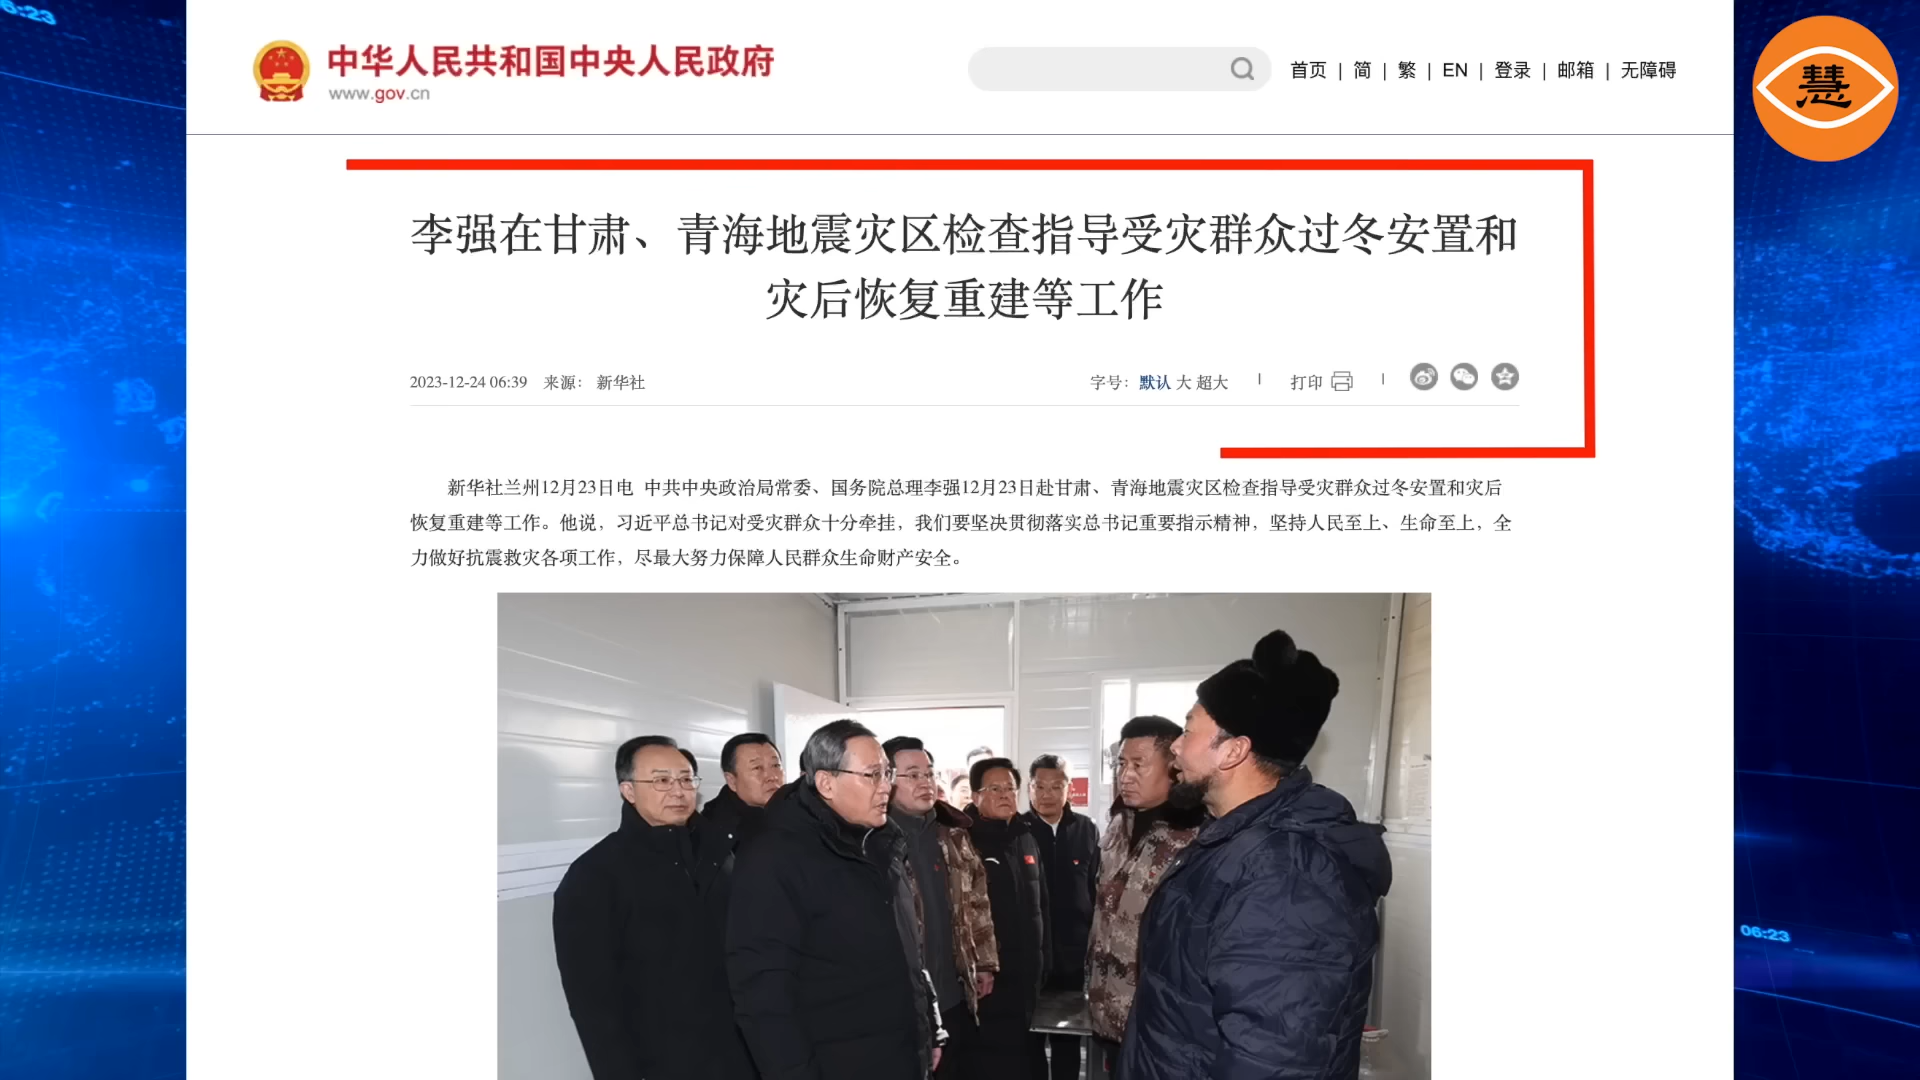 06:23
中华人民共和国中央人民政府
www.gov.cn
首页 | 简 | 繁 | EN | 登录 | 邮箱 | 无障碍
慧
李强在甘肃、青海地震灾区检查指导受灾群众过冬安置和
灾后恢复重建等工作
2023-12-24 06:39 来源： 新华社
字号：默认 大 超大 | 打印 |
新华社兰州12月23日电 中共中央政治局常委、国务院总理李强12月23日赴甘肃、青海地震灾区检查指导受灾群众过冬安置和灾后
恢复重建等工作。他说，习近平总书记对受灾群众十分牵挂，我们要坚决贯彻落实总书记重要指示精神，坚持人民至上、生命至上，全
力做好抗震救灾各项工作，尽最大努力保障人民群众生命财产安全。
06:23